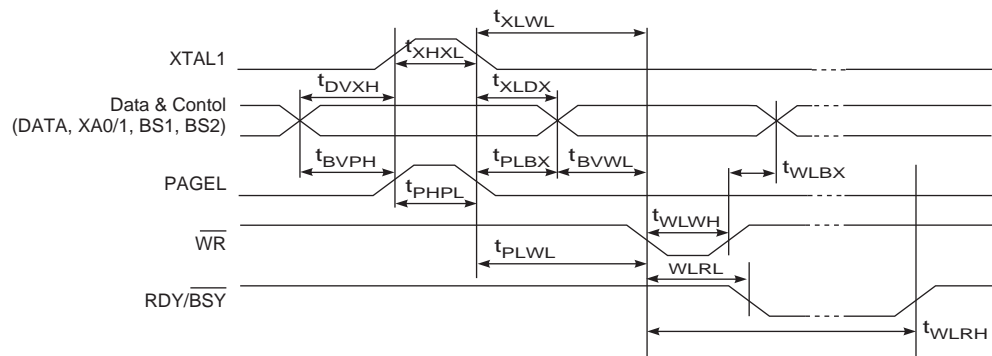 tXLWL
XTAL1
tXHXL
tDVXH
tXLDX
Data & Contol
(DATA, XA0/1, BS1, BS2)
tBVPH
tPLBX
tBVWL
tWLBX
PAGEL
tPHPL
tWLWH
WR
tPLWL
WLRL
RDY/BSY
tWLRH